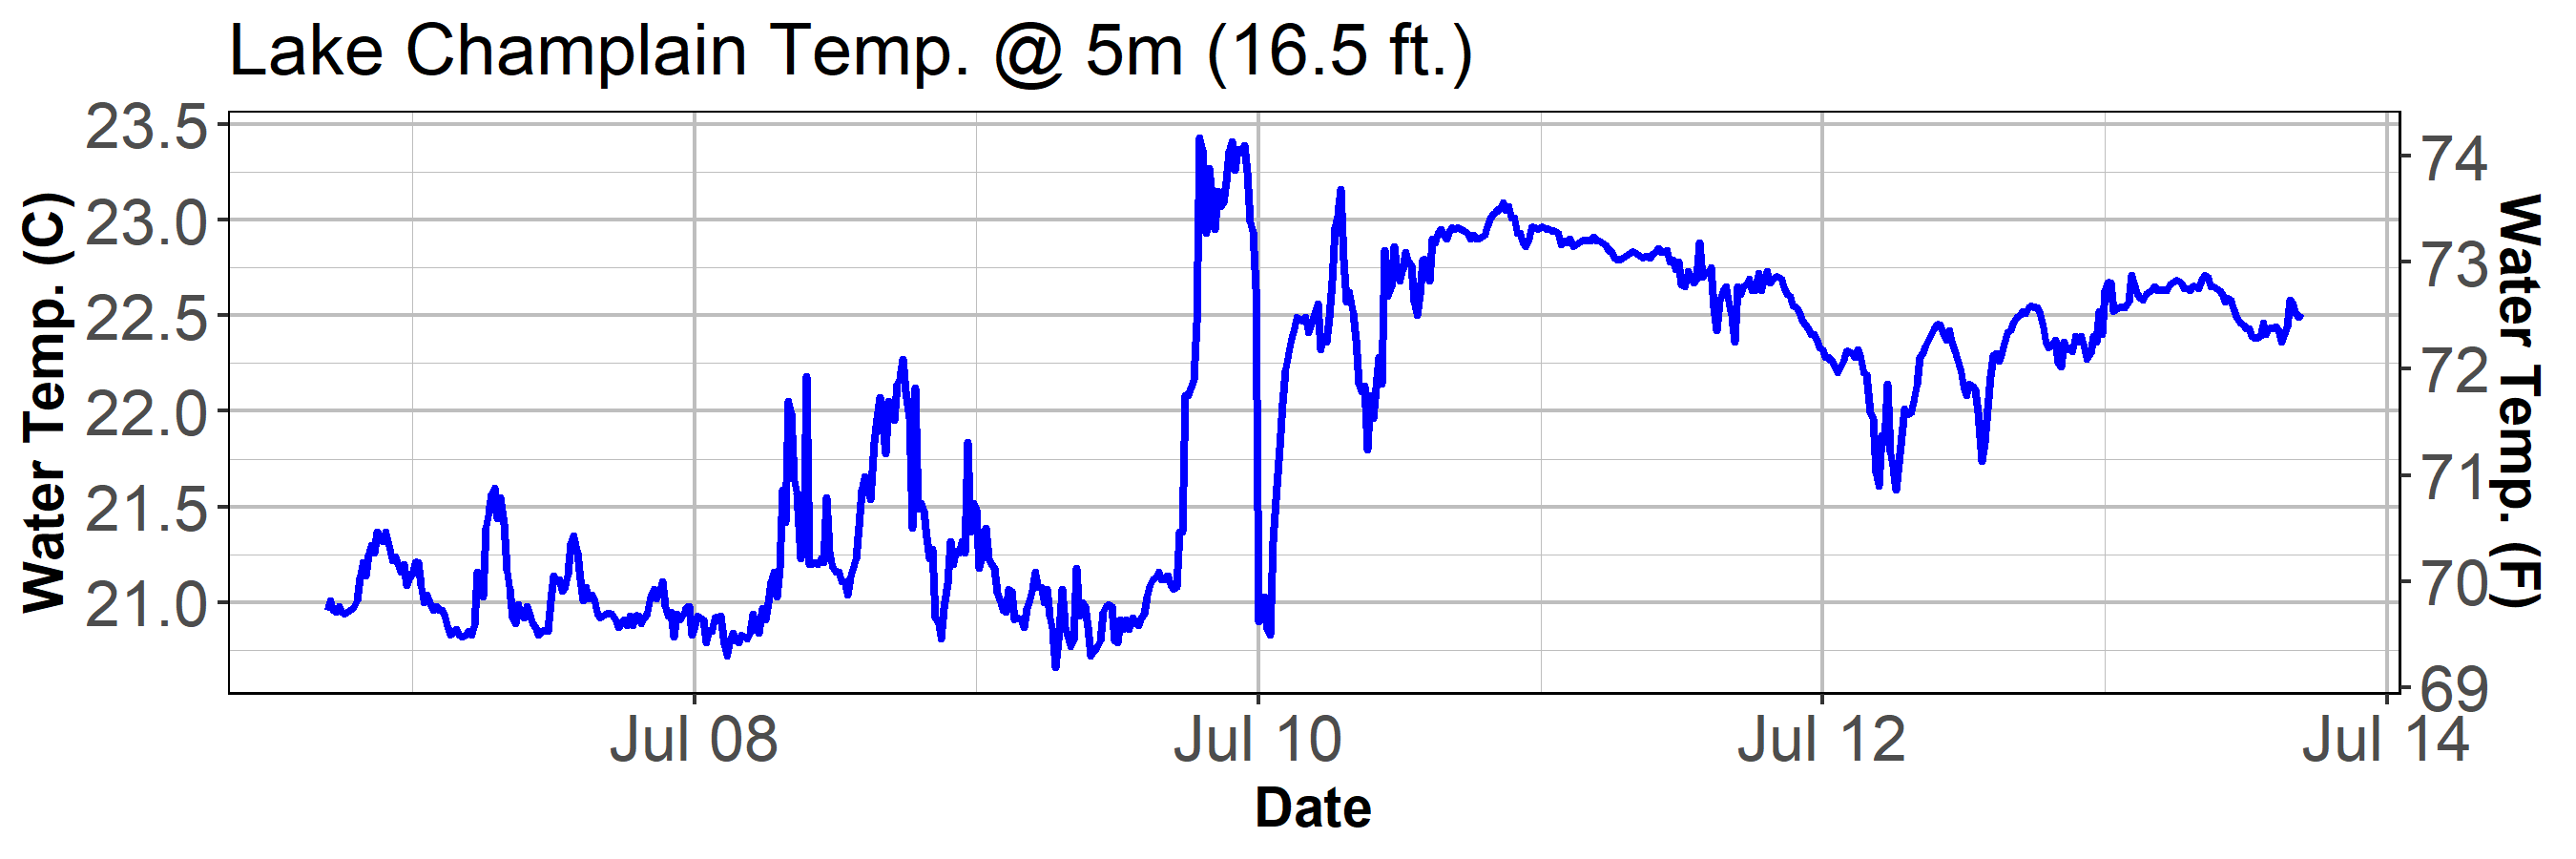 Lake Champlain Temp. @ 5m (16.5 ft.)
Water Temp. (C)
23.5
23.0
22.5
22.0
21.5
21.0
74
73
72
71
70
69
Water Temp. (F)
Jul 08
Jul 10
Jul 12
Jul 14
Date